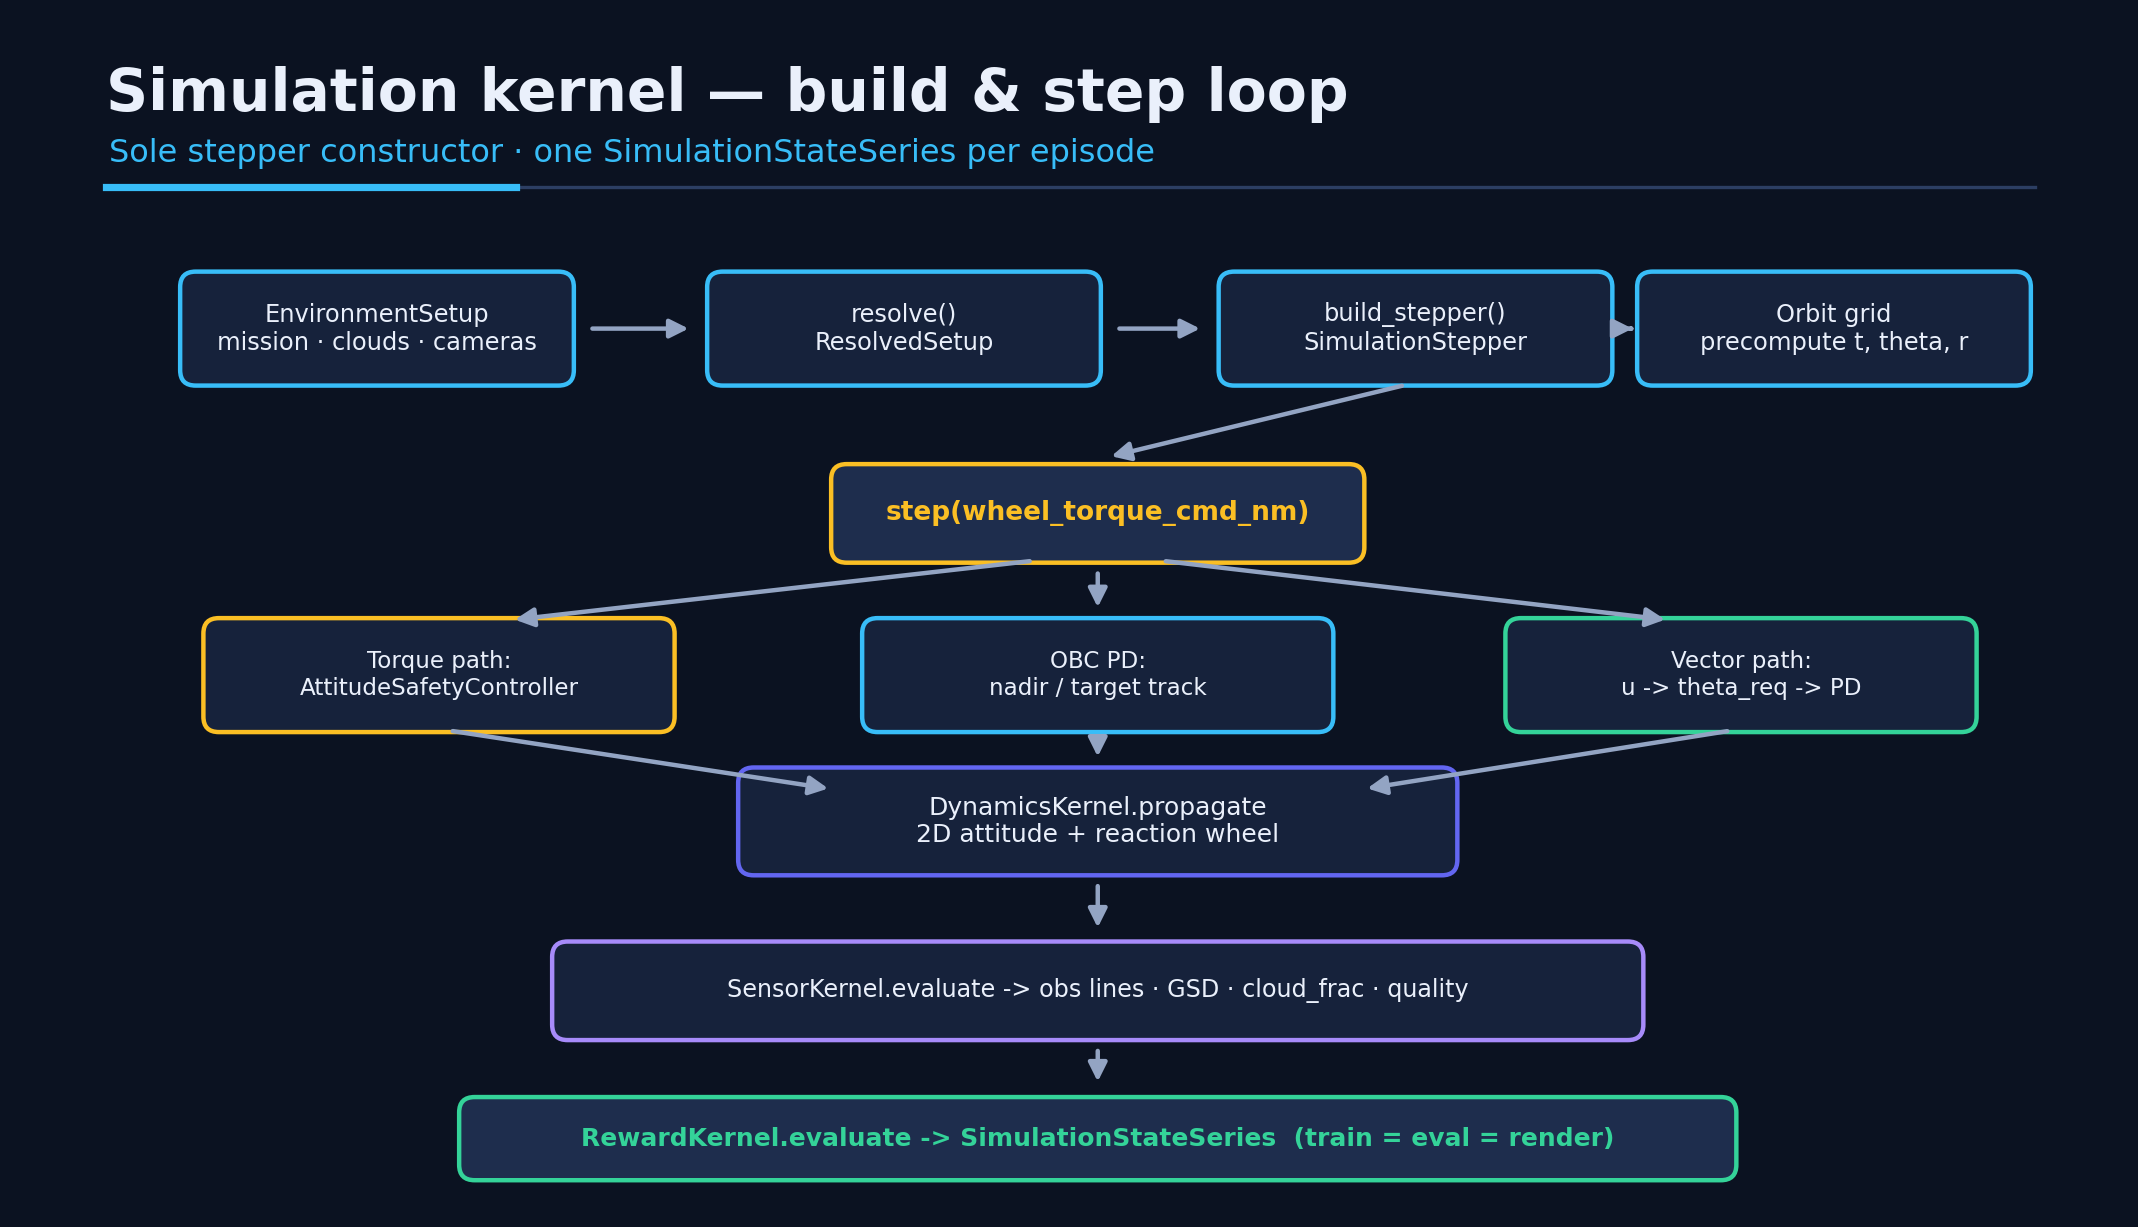 Simulation kernel — build & step loop
Sole stepper constructor · one SimulationStateSeries per episode
EnvironmentSetup
mission · clouds · cameras
resolve()
ResolvedSetup
build_stepper()
SimulationStepper
Orbit grid
precompute t, theta, r
step(wheel_torque_cmd_nm)
Torque path:
AttitudeSafetyController
OBC PD:
nadir / target track
Vector path:
u -> theta_req -> PD
DynamicsKernel.propagate
2D attitude + reaction wheel
SensorKernel.evaluate -> obs lines · GSD · cloud_frac · quality
RewardKernel.evaluate -> SimulationStateSeries  (train = eval = render)